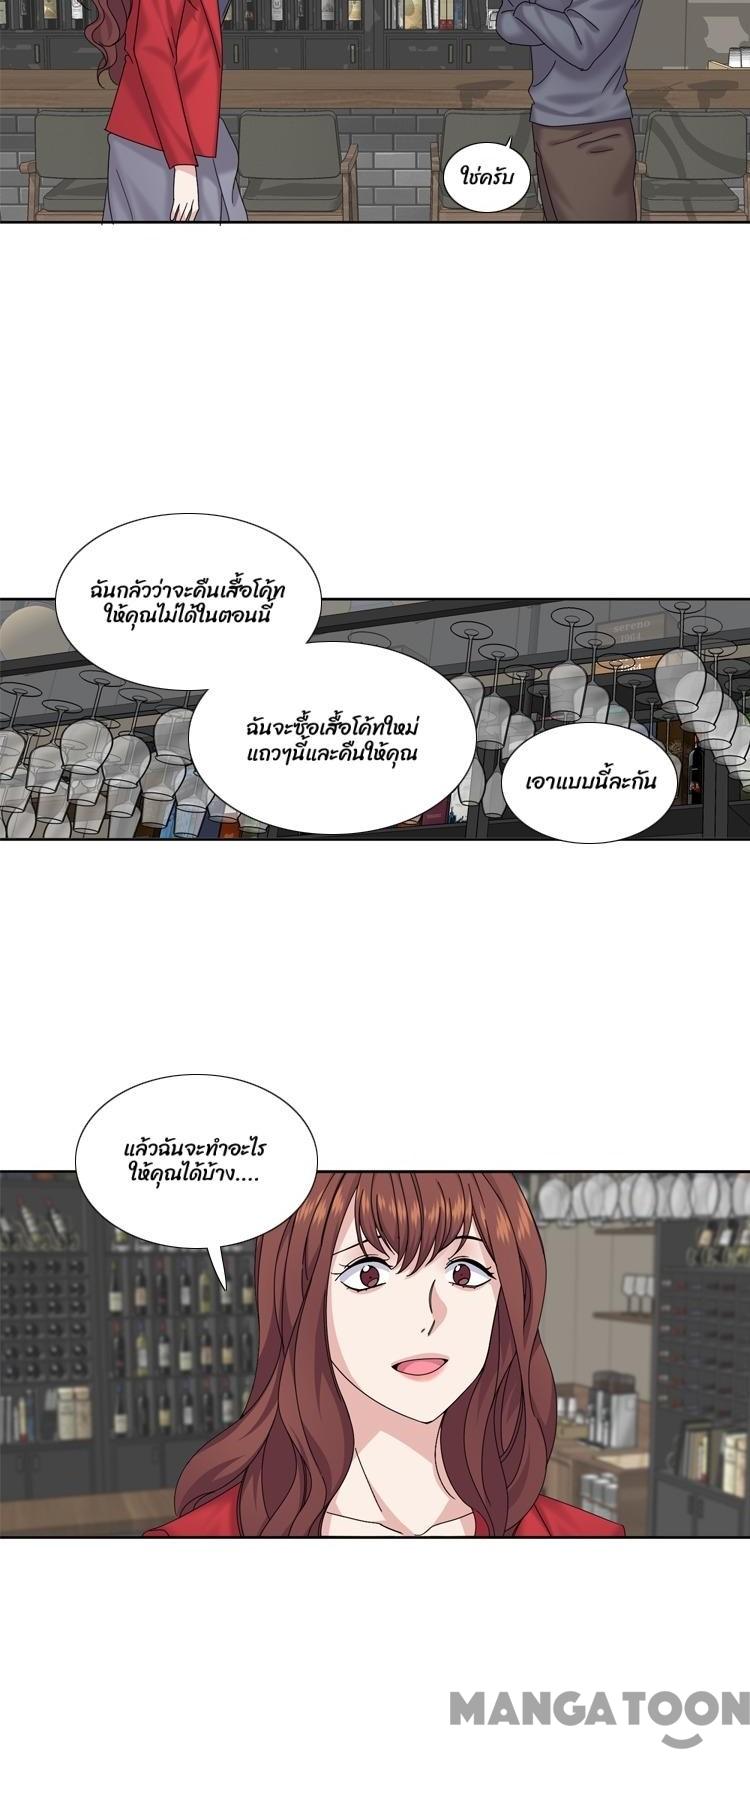 ใช่ครับ
ฉันกลัวว่าจะคืนเสื้อโค้ท
ให้คุณไม่ได้ในตอนนี้
sereno
1964
ฉันจะซื้อเสื้อโค้ทใหม่
แถวๆนี้และคืนให้คุณ
เอาแบบนี้ละกัน
แล้วฉันจะทำอะไร
ให้คุณได้บ้าง....
MANGATOON